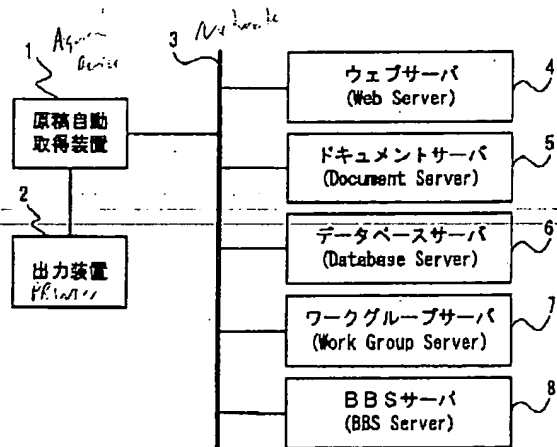 1
3
4
原稿自動
取得装置
2
出力装置
ウェブサーバ
(Web Server)
ドキュメントサーバ
(Document Server)
5
データベースサーバ
(Database Server)
6
ワークグループサーバ
(Work Group Server)
7
BBSサーバ
(BBS Server)
8